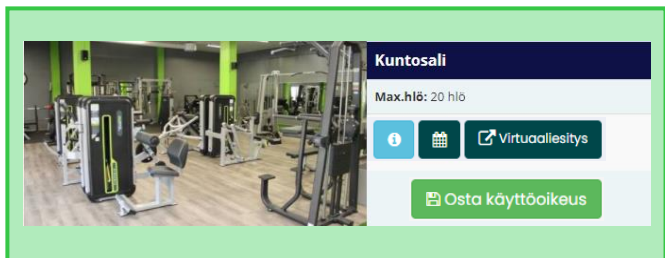 Kuntosali
Max.hlö: 20 hlö
Virtuaaliesitys
Osta käyttöoikeus